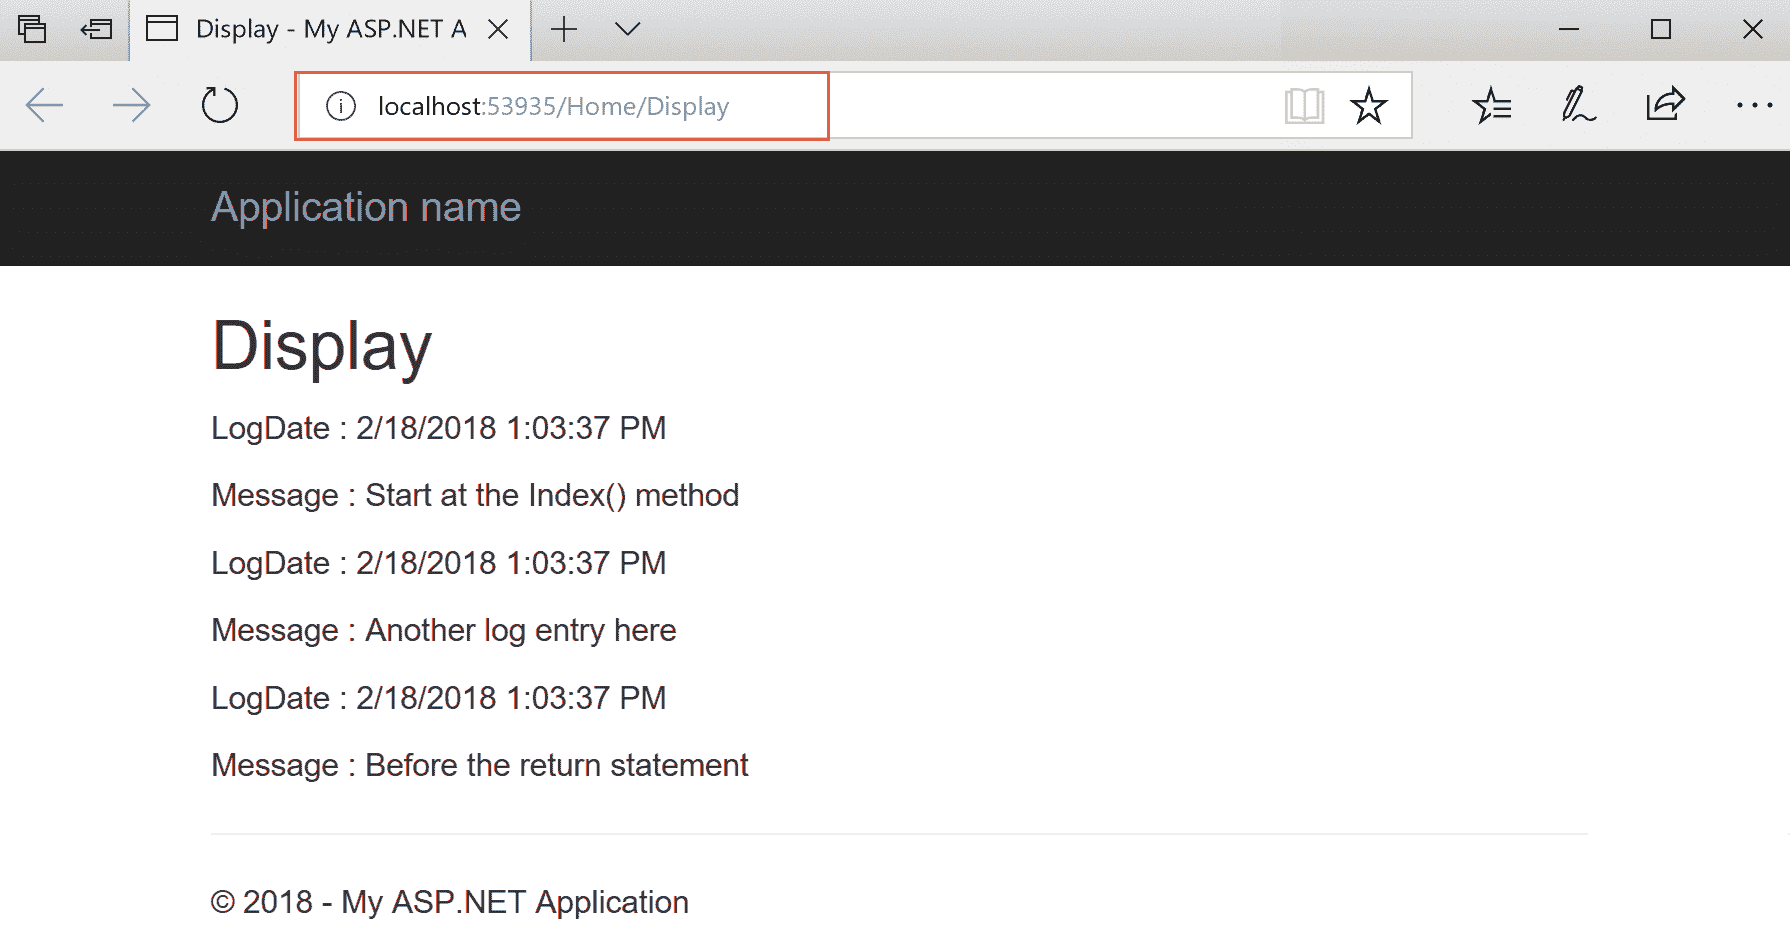 Display - My ASP.NET A
localhost:53935/Home/Display
Application name
Display
LogDate : 2/18/2018 1:03:37 PM
Message : Start at the Index() method
LogDate : 2/18/2018 1:03:37 PM
Message : Another log entry here
LogDate : 2/18/2018 1:03:37 PM
Message : Before the return statement
© 2018 - My ASP.NET Application